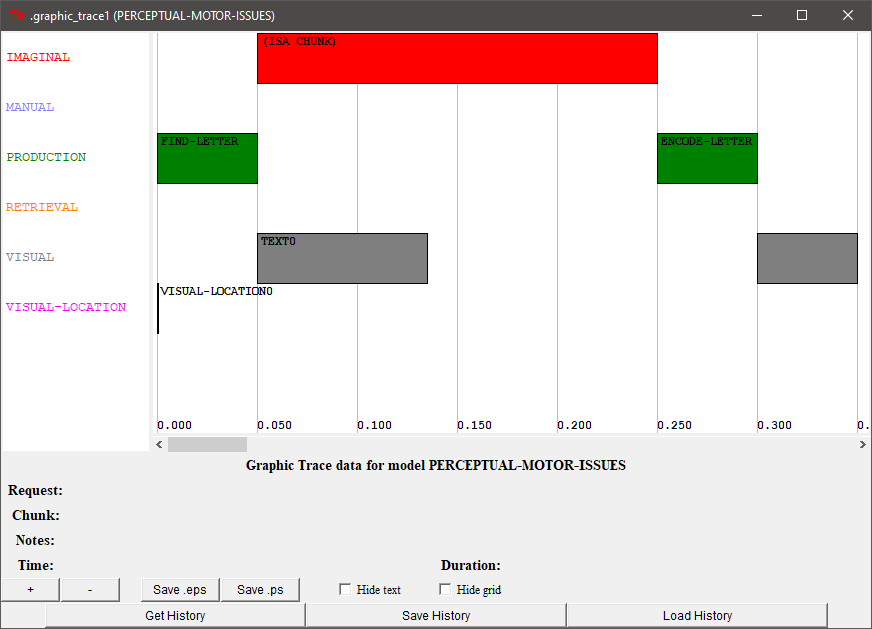 .graphic_trace1 (PERCEPTUAL-MOTOR-ISSUES)
IMAGINAL
(ISA CHUNK)
MANUAL
PRODUCTION
FIND-LETTER
ENCODE-LETTER
RETRIEVAL
VISUAL
TEXT0
VISUAL-LOCATION
VISUAL-LOCATION0
0.000 0.050 0.100 0.150 0.200 0.250 0.300 0.
Graphic Trace data for model PERCEPTUAL-MOTOR-ISSUES
Request:
Chunk:
Notes:
Time: Duration:
+ - Save .eps Save .ps Hide text Hide grid
Get History Save History Load History